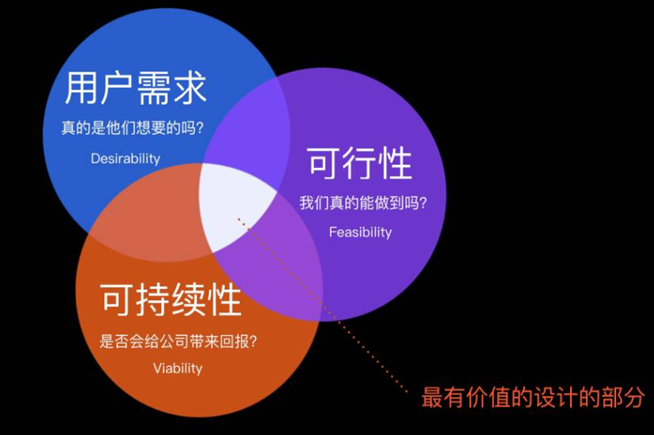 用户需求
真的是他们想要的吗?
Desirability
可行性
我们真的能做到吗?
Feasibility
可持续性
是否会给公司带来回报?
Viability
最有价值的设计的部分